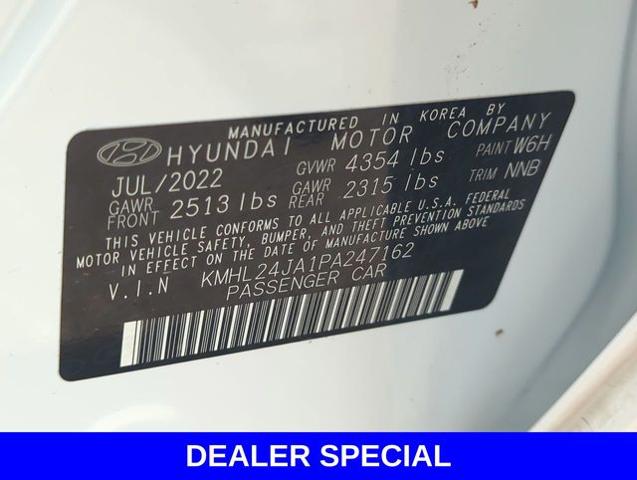 MANUFACTURED IN KOREA BY
HYUNDAI MOTOR COMPANY
JUL/2022 GVWR 4354 lbs PAINT W6H
GAWR FRONT 2513 lbs GAWR REAR 2315 lbs TRIM NNB
THIS VEHICLE CONFORMS TO ALL APPLICABLE U.S.A. FEDERAL
MOTOR VEHICLE SAFETY, BUMPER, AND THEFT PREVENTION STANDARDS
IN EFFECT ON THE DATE OF MANUFACTURE SHOWN ABOVE.
V.I.N KMHL24JA1PA247162
PASSENGER CAR
DEALER SPECIAL